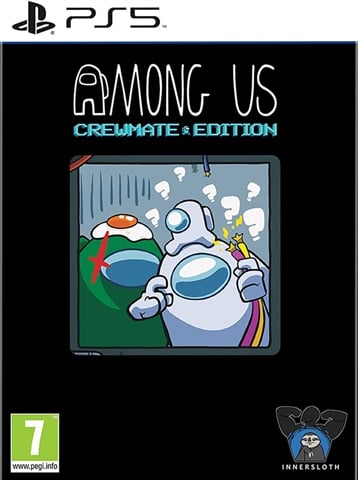 PS5
AMONG US
CREWMATE EDITION
? ? ? ? ?
7
www.pegi.info
INNERSLOTH